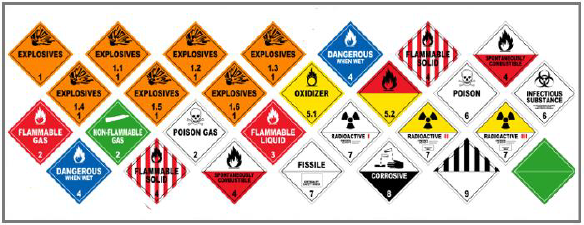 EXPLOSIVES
1
EXPLOSIVES
1.1
1
EXPLOSIVES
1.2
1
EXPLOSIVES
1.3
1
DANGEROUS
WHEN WET
4
FLAMMABLE
SOLID
SPONTANEOUSLY
COMBUSTIBLE
4
EXPLOSIVES
1.4
1
EXPLOSIVES
1.5
1
EXPLOSIVES
1.6
1
OXIDIZER
5.1
5.2
POISON
6
INFECTIOUS
SUBSTANCE
6
FLAMMABLE
GAS
2
NON-FLAMMABLE
GAS
2
POISON GAS
2
FLAMMABLE
LIQUID
3
RADIOACTIVE I
7
RADIOACTIVE II
7
RADIOACTIVE III
7
DANGEROUS
WHEN WET
4
FLAMMABLE
SOLID
4
SPONTANEOUSLY
COMBUSTIBLE
4
FISSILE
7
CORROSIVE
8
9